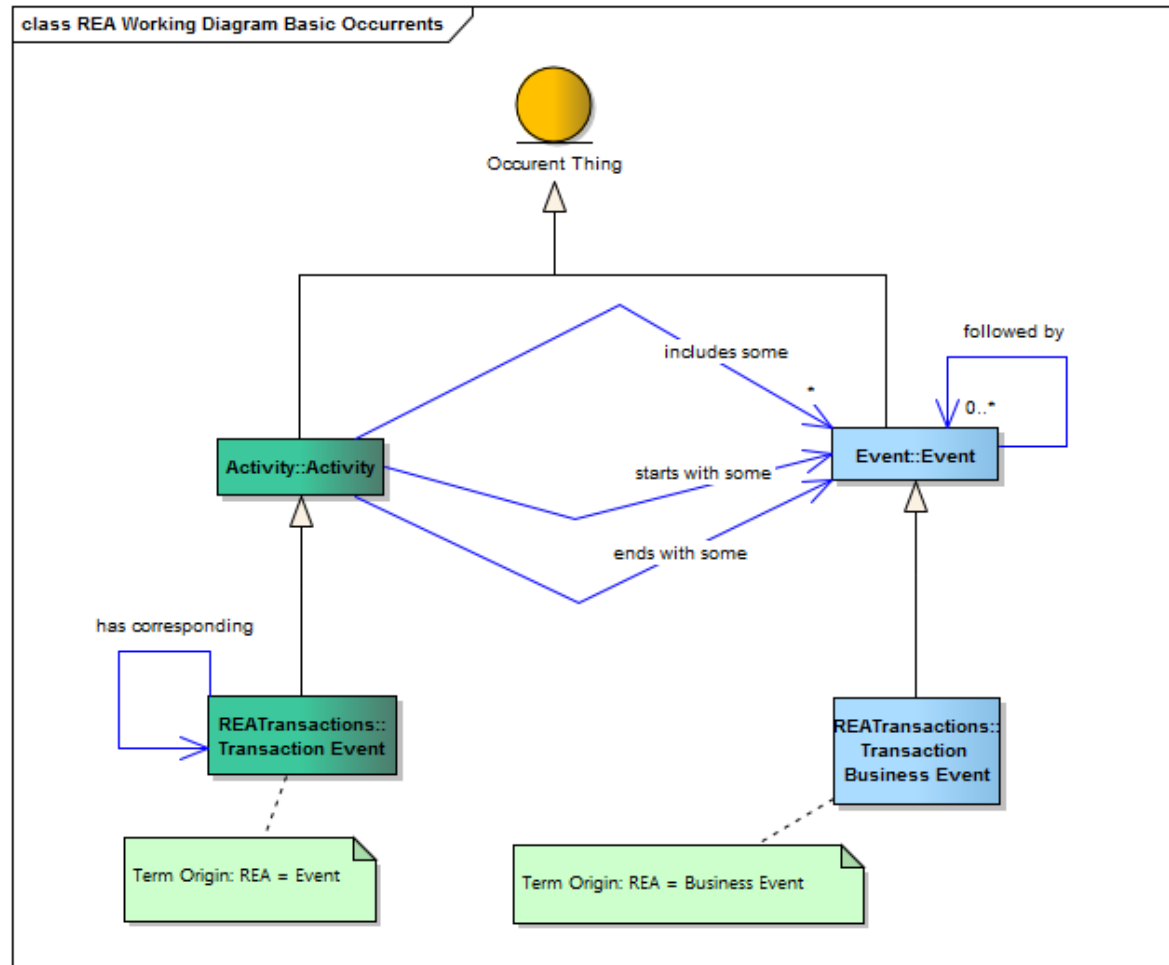 class REA Working Diagram Basic Occurrents
Occurent Thing
includes some
followed by
*
0..*
Activity::Activity
Event::Event
starts with some
ends with some
has corresponding
REATransactions::
Transaction Event
REATransactions::
Transaction
Business Event
Term Origin: REA = Event
Term Origin: REA = Business Event